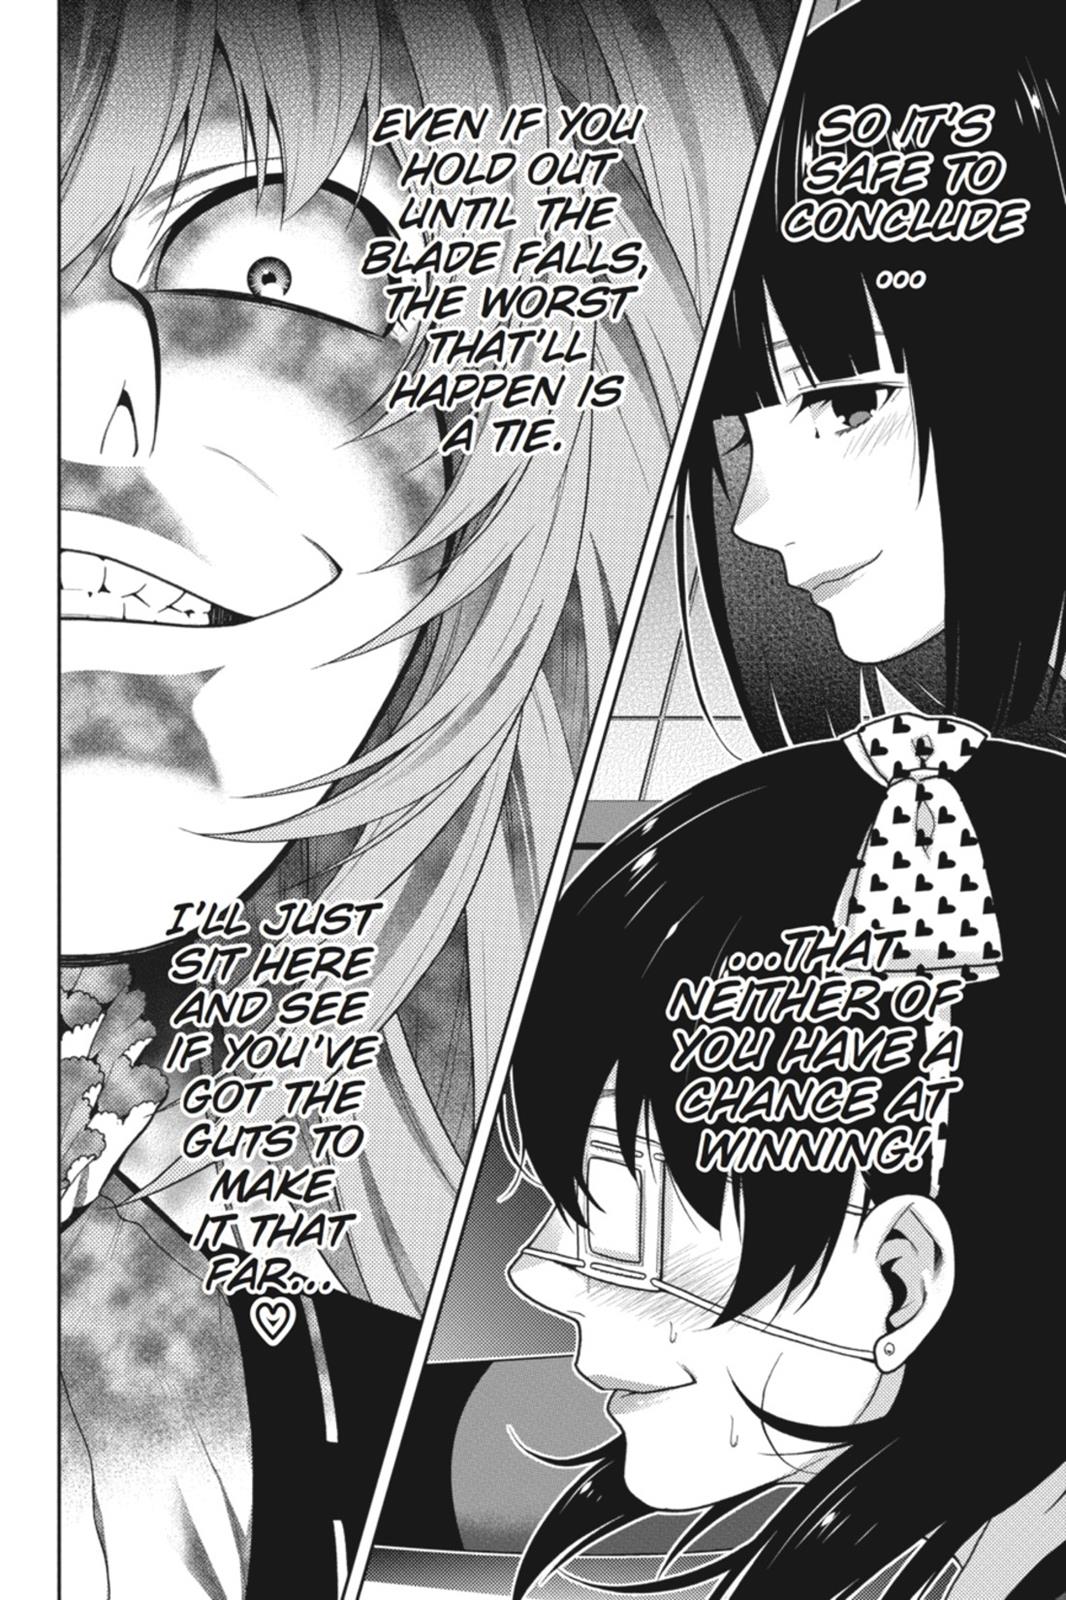 SO IT'S
SAFE TO
CONCLUDE
...
...THAT
NEITHER OF
YOU HAVE A
CHANCE AT
WINNING!
EVEN IF YOU
HOLD OUT
UNTIL THE
BLADE FALLS,
THE WORST
THAT'LL
HAPPEN IS
A TIE.
I'LL JUST
SIT HERE
AND SEE
IF YOU'VE
GOT THE
GUTS TO
MAKE
IT THAT
FAR...
♡